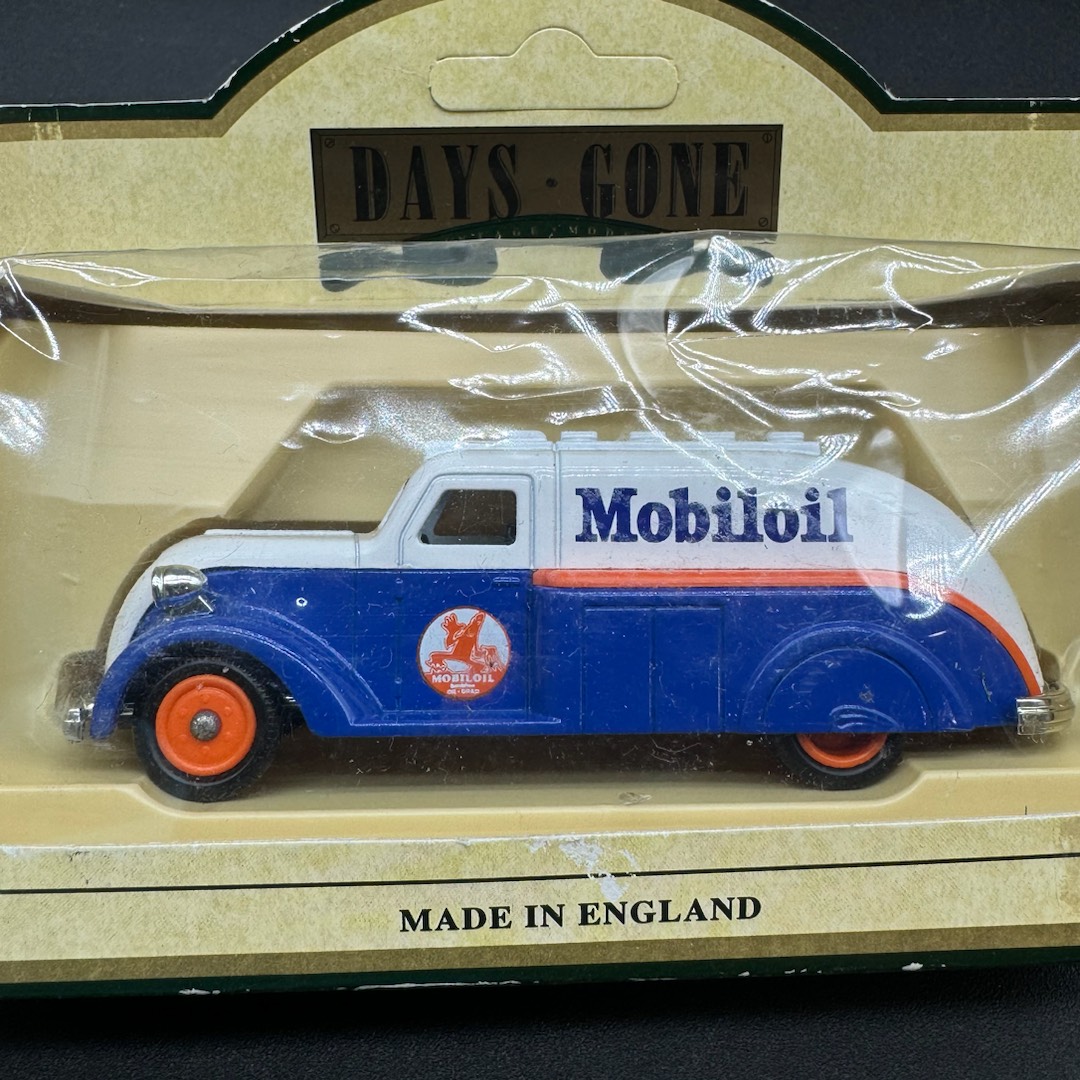 DAYS · GONE
Mobiloil
MOBILOIL
MADE IN ENGLAND